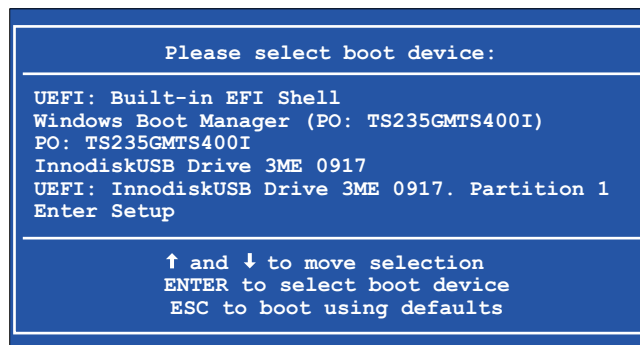 Please select boot device:
UEFI: Built-in EFI Shell
Windows Boot Manager (PO: TS235GMTS400I)
PO: TS235GMTS400I
InnodiskUSB Drive 3ME 0917
UEFI: InnodiskUSB Drive 3ME 0917. Partition 1
Enter Setup
↑ and ↓ to move selection
ENTER to select boot device
ESC to boot using defaults